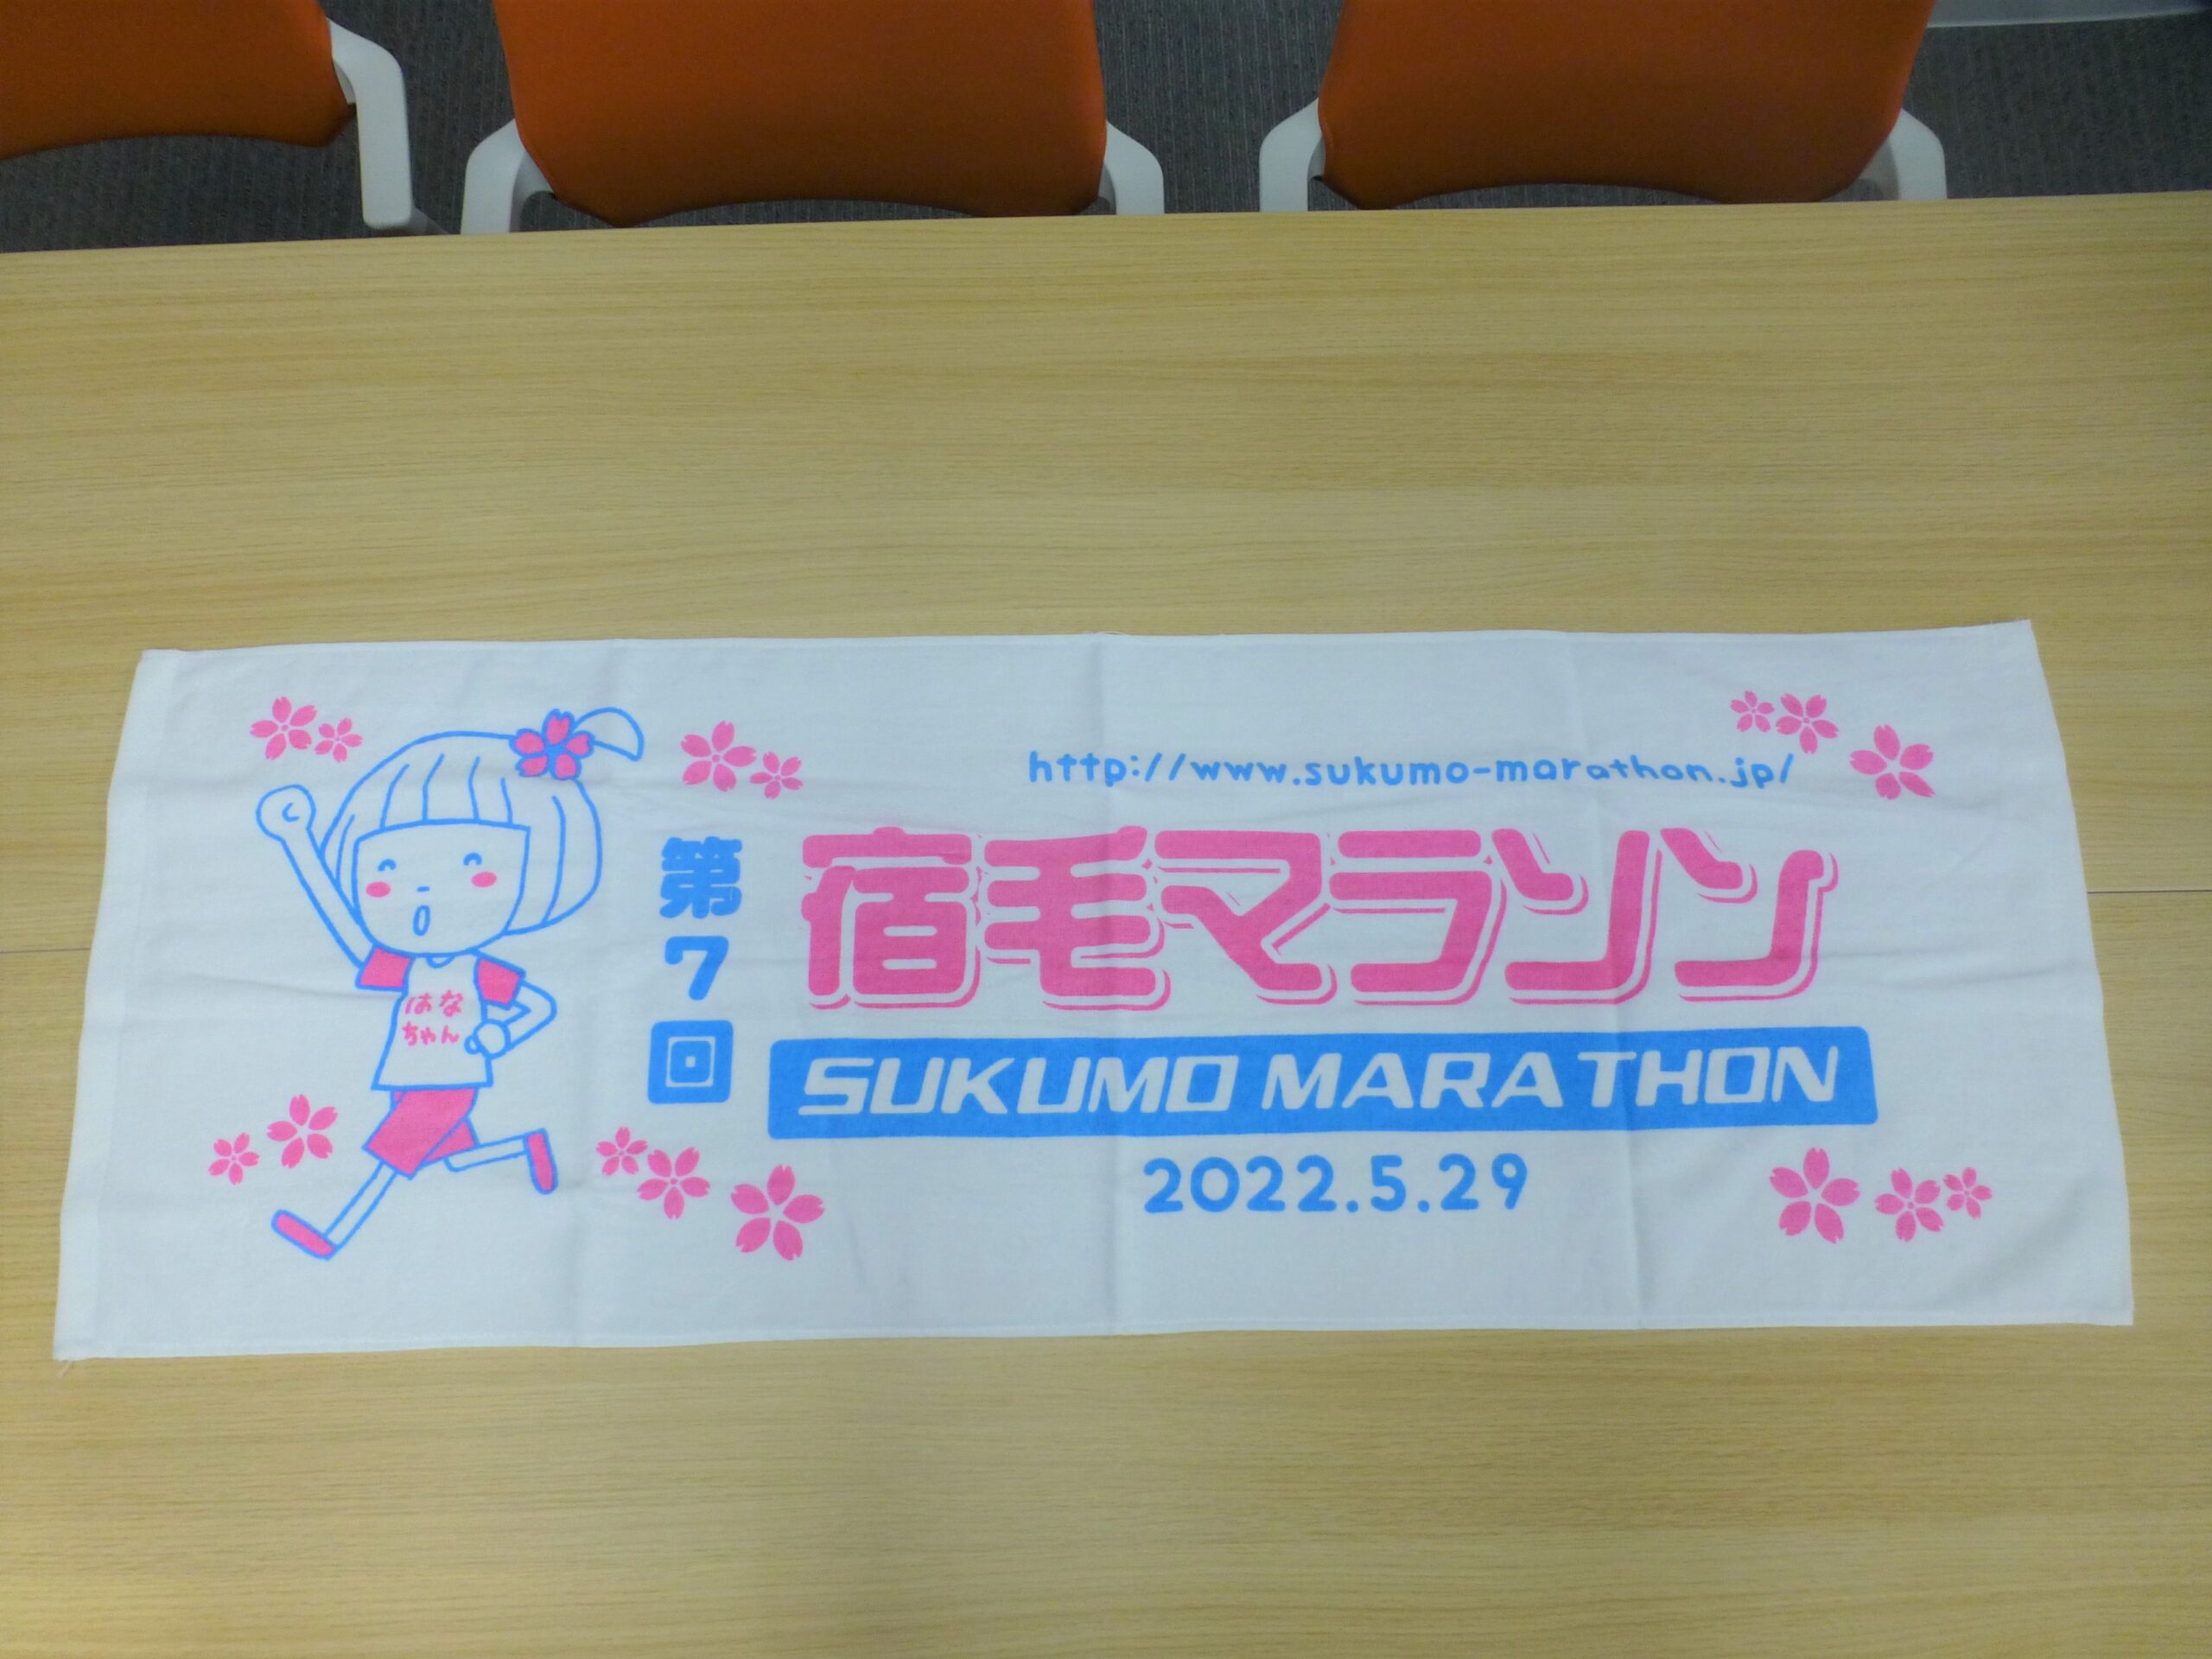 http://www.sukumo-marathon.jp/
第7回
宿毛マラソン
SUKUMO MARATHON
2022.5.29
はな
ちゃん